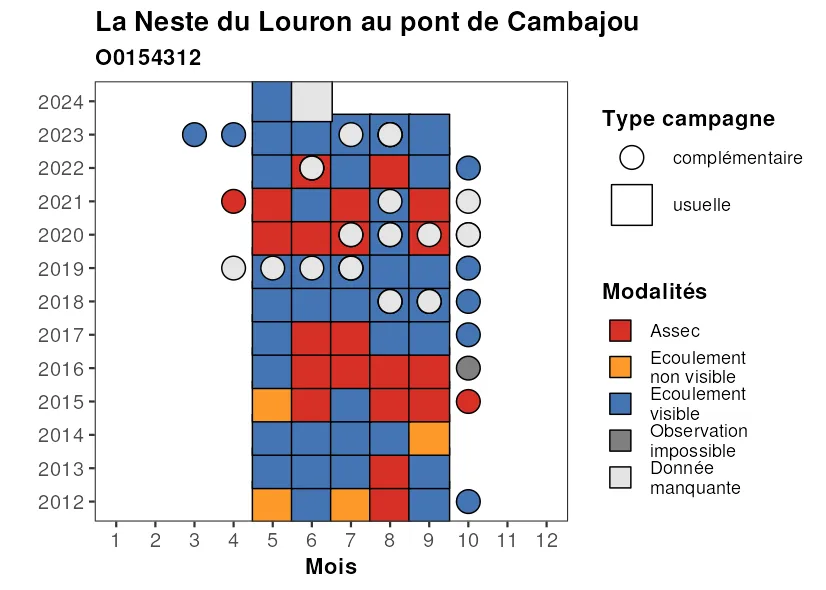 La Neste du Louron au pont de Cambajou
O0154312
2024
2023
2022
2021
2020
2019
2018
2017
2016
2015
2014
2013
2012
1 2 3 4 5 6 7 8 9 10 11 12
Mois
Type campagne
complémentaire
usuelle
Modalités
Assec
Ecoulement
non visible
Ecoulement
visible
Observation
impossible
Donnée
manquante